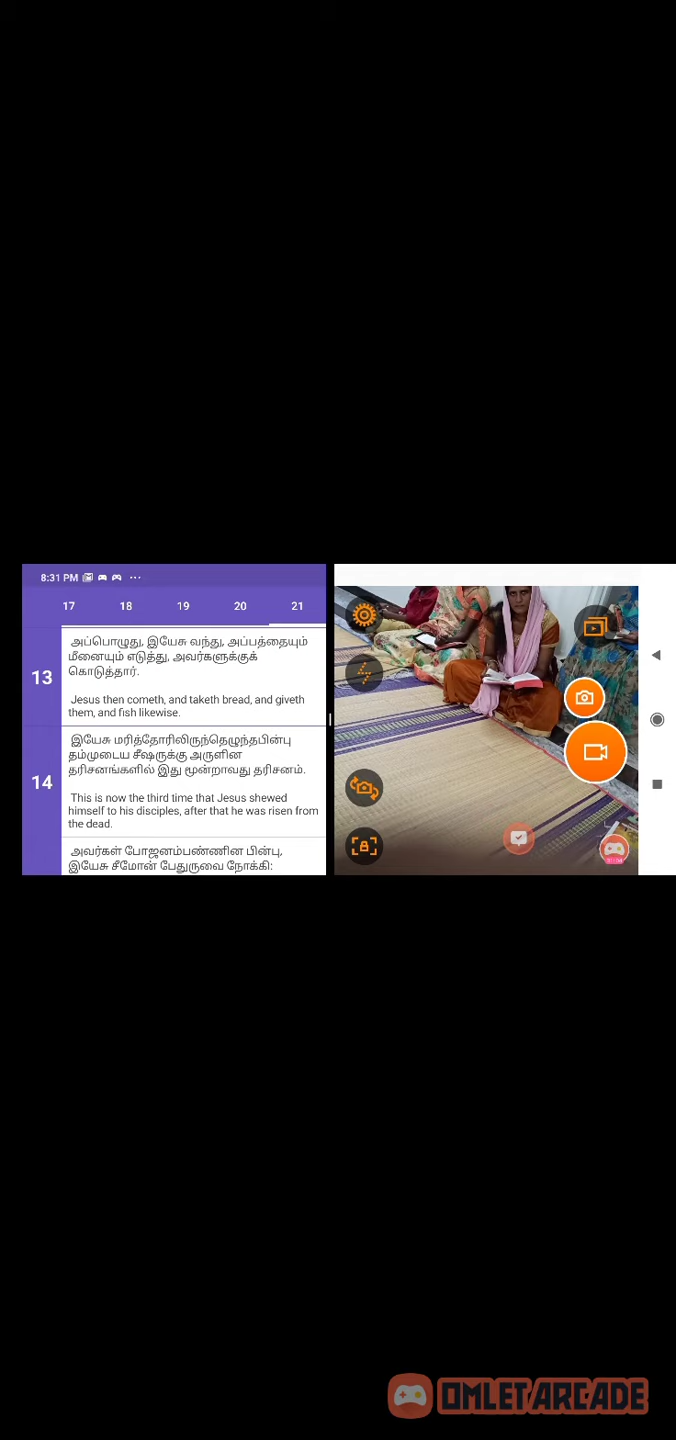 8:31 PM
17 18 19 20 21
13
அப்பொழுது, இயேசு வந்து, அப்பத்தையும்
மீனையும் எடுத்து, அவர்களுக்குக்
கொடுத்தார்.
Jesus then cometh, and taketh bread, and giveth
them, and fish likewise.
14
இயேசு மரித்தோரிலிருந்தெழுந்தபின்பு
தம்முடைய சீஷருக்கு அருளின
தரிசனங்களில் இது மூன்றாவது தரிசனம்.
This is now the third time that Jesus shewed
himself to his disciples, after that he was risen from
the dead.
அவர்கள் போஜனம்பண்ணின பின்பு,
இயேசு சீமோன் பேதுருவை நோக்கி:
OMLET ARCADE